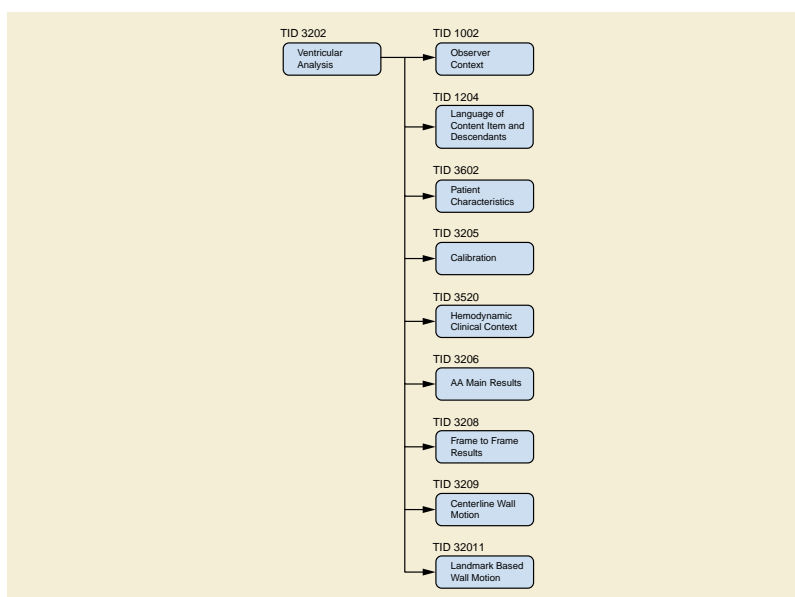 TID 3202
Ventricular
Analysis
TID 1002
Observer
Context
TID 1204
Language of
Content Item and
Descendants
TID 3602
Patient
Characteristics
TID 3205
Calibration
TID 3520
Hemodynamic
Clinical Context
TID 3206
AA Main Results
TID 3208
Frame to Frame
Results
TID 3209
Centerline Wall
Motion
TID 32011
Landmark Based
Wall Motion